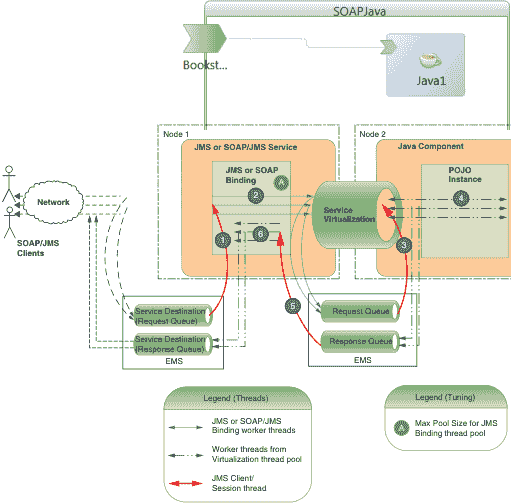 SOAPJava
Bookst...
Java1
Node 1
Node 2
JMS or SOAP/JMS Service
Java Component
JMS or SOAP
Binding
A
POJO
Instance
2
4
Network
Service
Virtualization
1
6
3
SOAP/JMS
Clients
5
Service Destination
(Request Queue)
Request Queue
Service Destination
(Response Queue)
Response Queue
EMS
EMS
Legend (Threads)
JMS or SOAP/JMS
Binding worker threads
Worker threads from
Virtualization thread pool
JMS Client/
Session thread
Legend (Tuning)
A
Max Pool Size for JMS
Binding thread pool